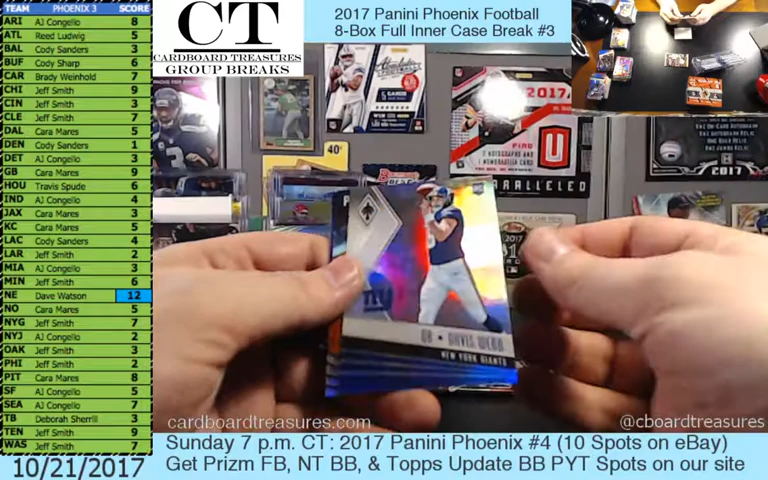 TEAM PHOENIX 3 SCORE
ARI AJ Congello 8
ATL Reed Ludwig 5
BAL Cody Sanders 3
BUF Cody Sharp 6
CAR Brady Weinhold 7
CHI Jeff Smith 9
CIN Jeff Smith 3
CLE Jeff Smith 7
DAL Cara Mares 5
DEN Cody Sanders 1
DET AJ Congello 3
GB Cara Mares 9
HOU Travis Spude 6
IND AJ Congello 4
JAX Cara Mares 3
KC Cara Mares 5
LAC Cody Sanders 4
LAR Jeff Smith 2
MIA AJ Congello 3
MIN Jeff Smith 6
NE Dave Watson 12
NO Cara Mares 5
NYG Jeff Smith 7
NYJ AJ Congello 2
OAK Jeff Smith 3
PHI Jeff Smith 2
PIT Cara Mares 8
SF AJ Congello 5
SEA AJ Congello 7
TB Deborah Sherrill 3
TEN Jeff Smith 9
WAS Jeff Smith 7
10/21/2017
CT
CARDBOARD TREASURES
GROUP BREAKS
2017 Panini Phoenix Football
8-Box Full Inner Case Break #3
2017
40¢
2017
QB • DAVIS WEBB
NEW YORK GIANTS
cardboardtreasures.com
@cboardtreasures
Sunday 7 p.m. CT: 2017 Panini Phoenix #4 (10 Spots on eBay)
Get Prizm FB, NT BB, & Topps Update BB PYT Spots on our site